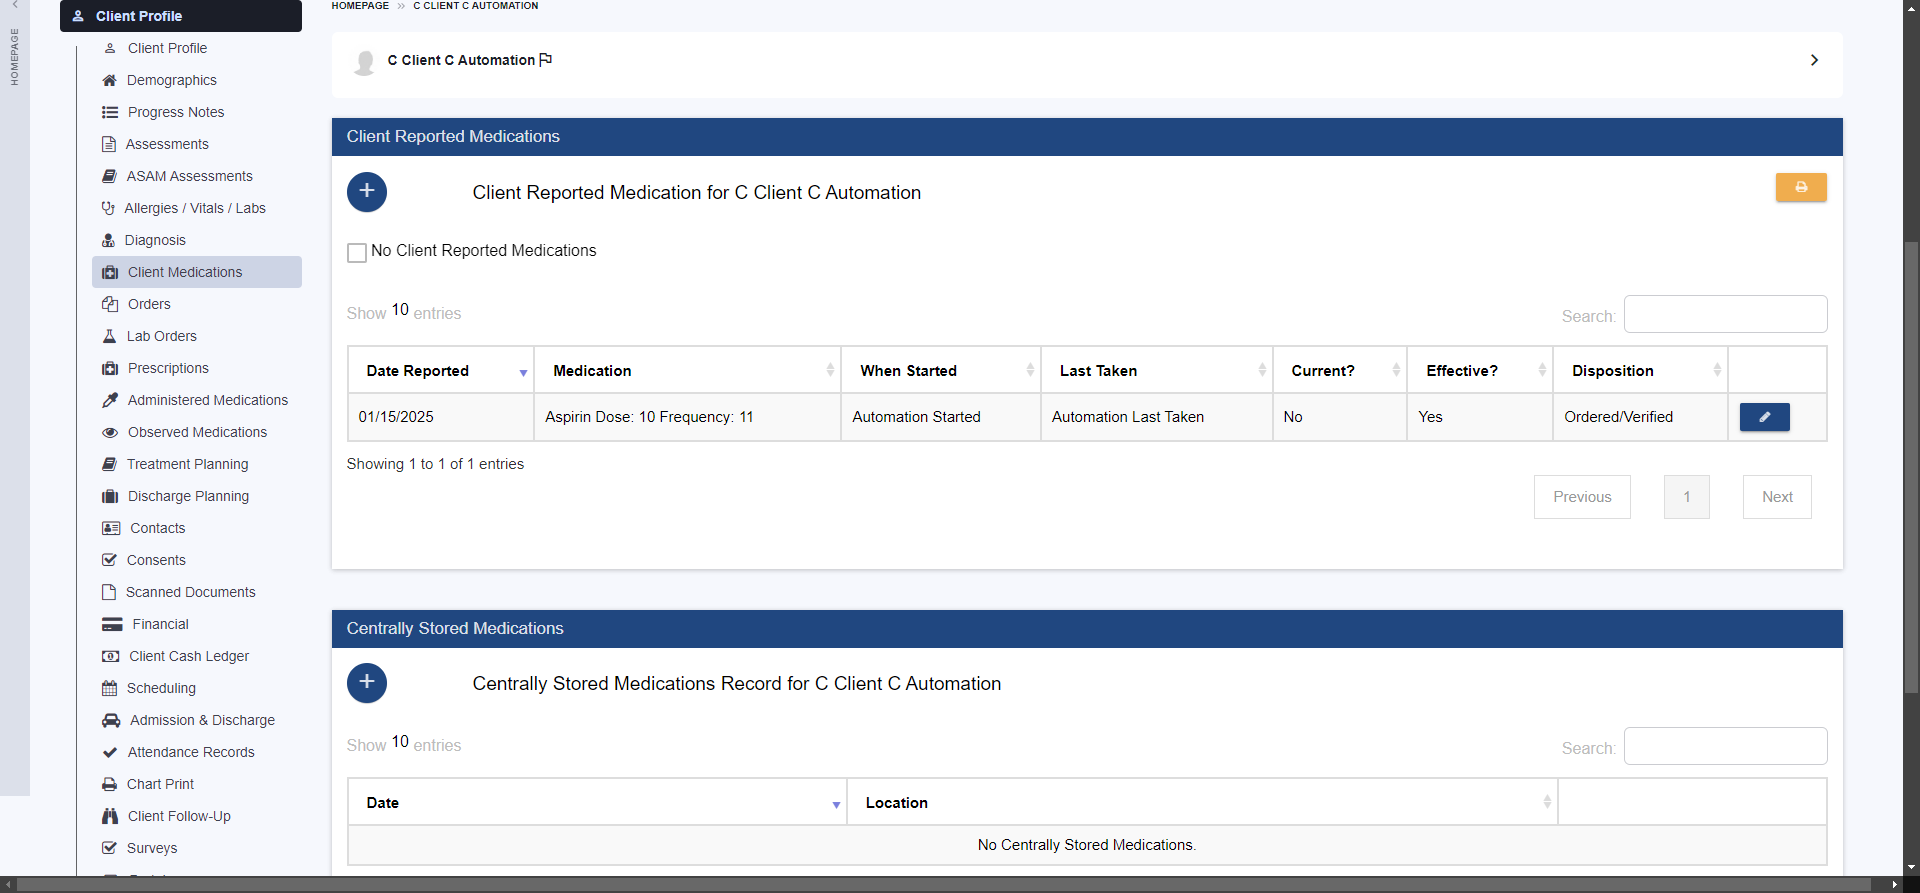 HOMEPAGE
Client Profile
Client Profile
Demographics
Progress Notes
Assessments
ASAM Assessments
Allergies / Vitals / Labs
Diagnosis
Client Medications
Orders
Lab Orders
Prescriptions
Administered Medications
Observed Medications
Treatment Planning
Discharge Planning
Contacts
Consents
Scanned Documents
Financial
Client Cash Ledger
Scheduling
Admission & Discharge
Attendance Records
Chart Print
Client Follow-Up
Surveys
HOMEPAGE » C CLIENT C AUTOMATION
C Client C Automation
Client Reported Medications
Client Reported Medication for C Client C Automation
No Client Reported Medications
Show 10 entries Search:
Date Reported Medication When Started Last Taken Current? Effective? Disposition
01/15/2025 Aspirin Dose: 10 Frequency: 11 Automation Started Automation Last Taken No Yes Ordered/Verified
Showing 1 to 1 of 1 entries
Previous 1 Next
Centrally Stored Medications
Centrally Stored Medications Record for C Client C Automation
Show 10 entries Search:
Date Location
No Centrally Stored Medications.